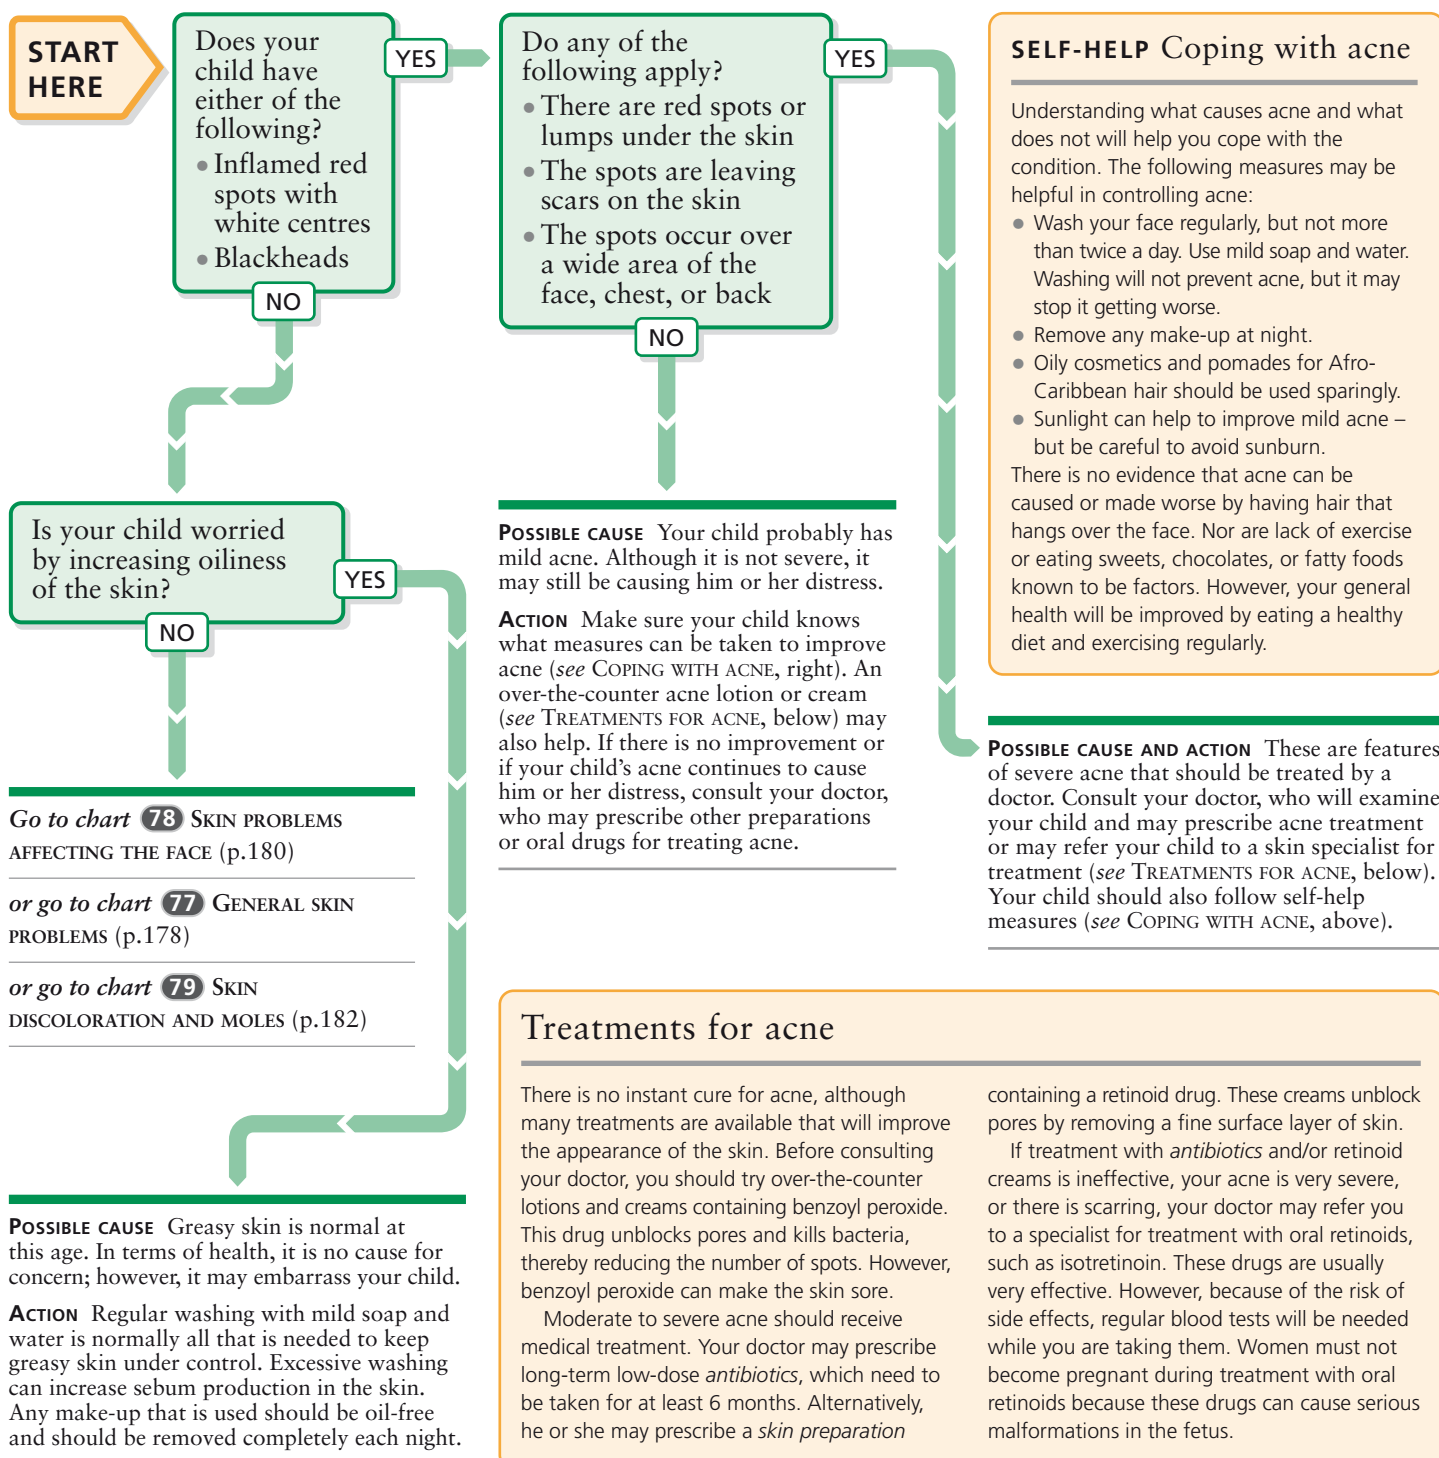 START
HERE
Does your
child have
either of the
following?
• Inflamed red
spots with
white centres
• Blackheads
YES
NO
Do any of the
following apply?
• There are red spots or
lumps under the skin
• The spots are leaving
scars on the skin
• The spots occur over
a wide area of the
face, chest, or back
YES
NO
SELF-HELP Coping with acne
Understanding what causes acne and what
does not will help you cope with the
condition. The following measures may be
helpful in controlling acne:
• Wash your face regularly, but not more
than twice a day. Use mild soap and water.
Washing will not prevent acne, but it may
stop it getting worse.
• Remove any make-up at night.
• Oily cosmetics and pomades for Afro-
Caribbean hair should be used sparingly.
• Sunlight can help to improve mild acne –
but be careful to avoid sunburn.
There is no evidence that acne can be
caused or made worse by having hair that
hangs over the face. Nor are lack of exercise
or eating sweets, chocolates, or fatty foods
known to be factors. However, your general
health will be improved by eating a healthy
diet and exercising regularly.
Is your child worried
by increasing oiliness
of the skin?
YES
NO
POSSIBLE CAUSE Your child probably has
mild acne. Although it is not severe, it
may still be causing him or her distress.
ACTION Make sure your child knows
what measures can be taken to improve
acne (see COPING WITH ACNE, right). An
over-the-counter acne lotion or cream
(see TREATMENTS FOR ACNE, below) may
also help. If there is no improvement or
if your child's acne continues to cause
him or her distress, consult your doctor,
who may prescribe other preparations
or oral drugs for treating acne.
POSSIBLE CAUSE AND ACTION These are features
of severe acne that should be treated by a
doctor. Consult your doctor, who will examine
your child and may prescribe acne treatment
or may refer your child to a skin specialist for
treatment (see TREATMENTS FOR ACNE, below).
Your child should also follow self-help
measures (see COPING WITH ACNE, above).
Go to chart 78 SKIN PROBLEMS
AFFECTING THE FACE (p.180)
or go to chart 77 GENERAL SKIN
PROBLEMS (p.178)
or go to chart 79 SKIN
DISCOLORATION AND MOLES (p.182)
POSSIBLE CAUSE Greasy skin is normal at
this age. In terms of health, it is no cause for
concern; however, it may embarrass your child.
ACTION Regular washing with mild soap and
water is normally all that is needed to keep
greasy skin under control. Excessive washing
can increase sebum production in the skin.
Any make-up that is used should be oil-free
and should be removed completely each night.
Treatments for acne
There is no instant cure for acne, although
many treatments are available that will improve
the appearance of the skin. Before consulting
your doctor, you should try over-the-counter
lotions and creams containing benzoyl peroxide.
This drug unblocks pores and kills bacteria,
thereby reducing the number of spots. However,
benzoyl peroxide can make the skin sore.
Moderate to severe acne should receive
medical treatment. Your doctor may prescribe
long-term low-dose antibiotics, which need to
be taken for at least 6 months. Alternatively,
he or she may prescribe a skin preparation
containing a retinoid drug. These creams unblock
pores by removing a fine surface layer of skin.
If treatment with antibiotics and/or retinoid
creams is ineffective, your acne is very severe,
or there is scarring, your doctor may refer you
to a specialist for treatment with oral retinoids,
such as isotretinoin. These drugs are usually
very effective. However, because of the risk of
side effects, regular blood tests will be needed
while you are taking them. Women must not
become pregnant during treatment with oral
retinoids because these drugs can cause serious
malformations in the fetus.